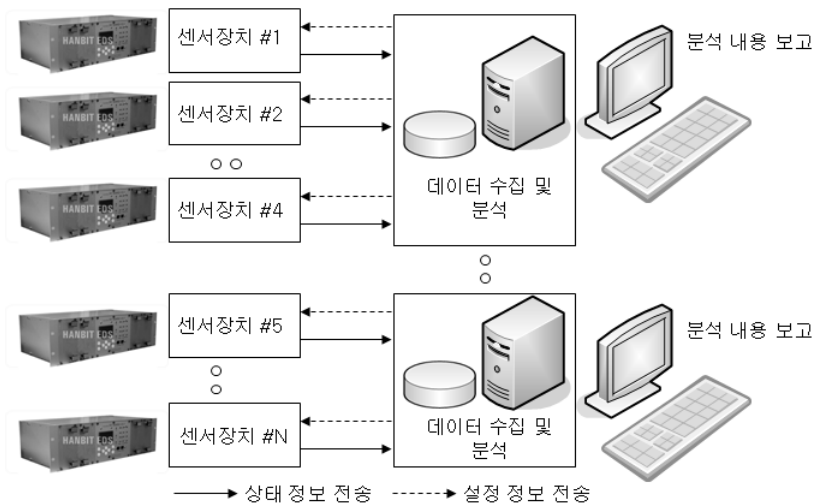 HANBIT EDS
센서장치 #1
분석 내용 보고
HANBIT EDS
센서장치 #2
HANBIT EDS
센서장치 #4
데이터 수집 및
분석
HANBIT EDS
센서장치 #5
분석 내용 보고
HANBIT EDS
센서장치 #N
데이터 수집 및
분석
상태 정보 전송
설정 정보 전송